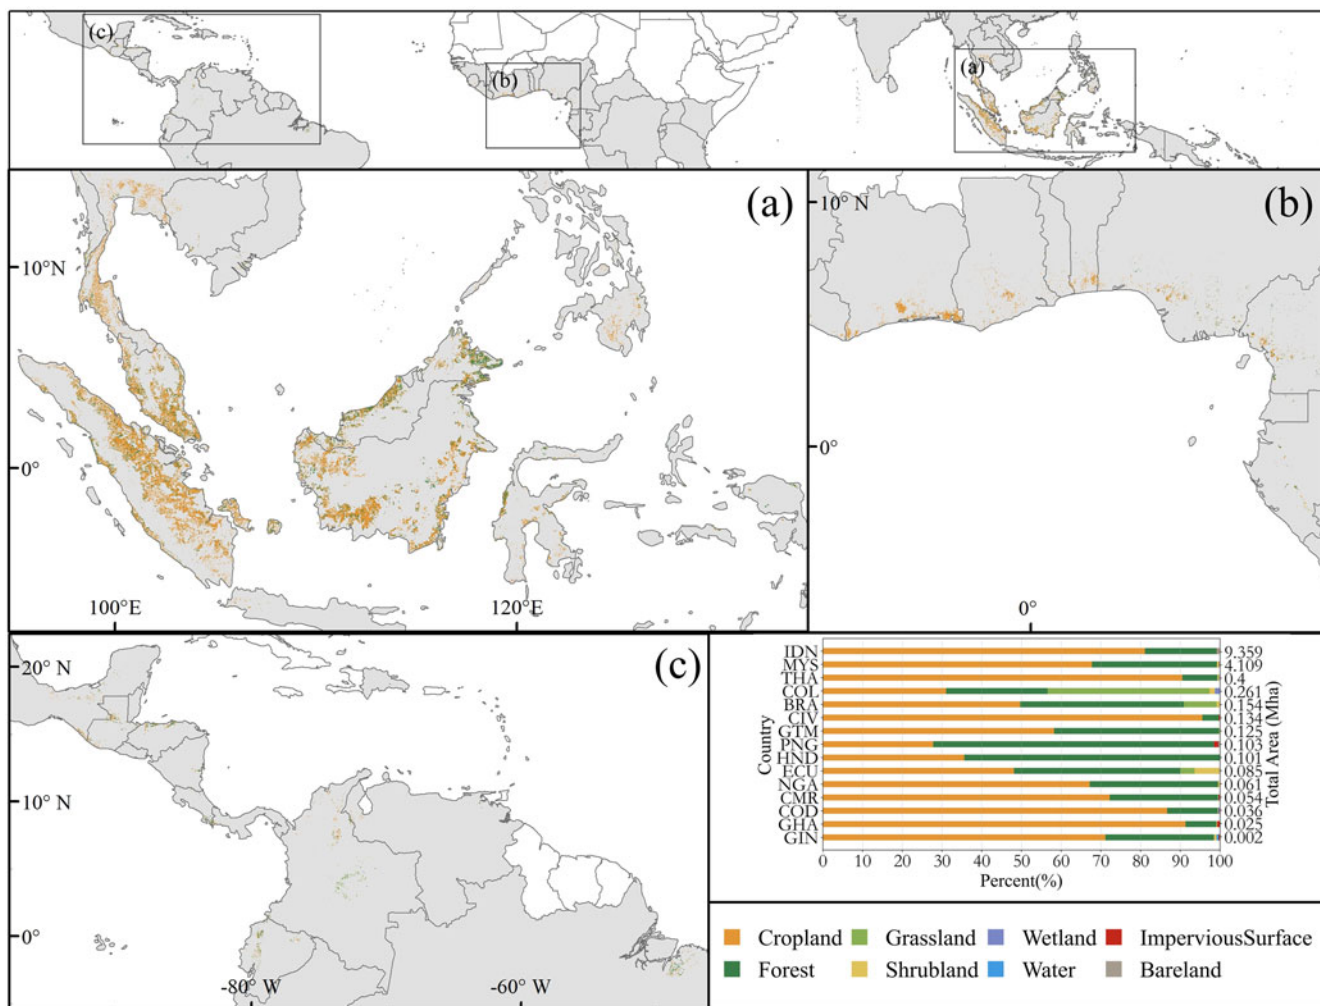 (c)
(b)
(a)
(a)
10°N
0°
100°E
120°E
(b)
10° N
0°
0°
(c)
20° N
10° N
0°
-80° W
-60° W
Country
IDN 9.359
MYS 4.109
THA 0.4
COL 0.261
BRA 0.154
CIV 0.134
GTM 0.125
PNG 0.103
HND 0.101
ECU 0.085
NGA 0.061
CMR 0.054
COD 0.036
GHA 0.025
GIN 0.002
Total Area (Mha)
0 10 20 30 40 50 60 70 80 90 100
Percent(%)
Cropland Grassland Wetland ImperviousSurface
Forest Shrubland Water Bareland